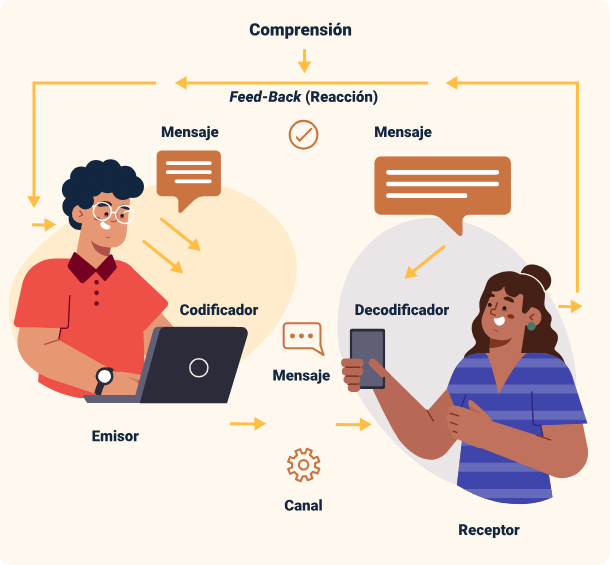 Comprensión
Feed-Back (Reacción)
Mensaje
Mensaje
Codificador
Decodificador
Mensaje
Emisor
Canal
Receptor